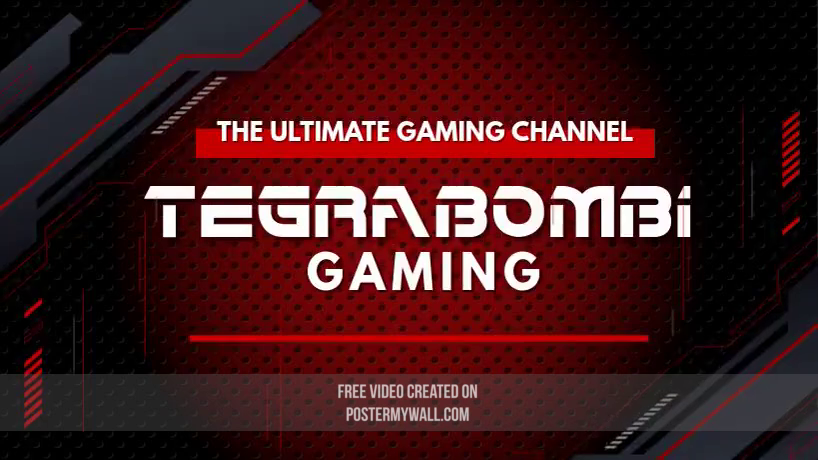 THE ULTIMATE GAMING CHANNEL
TEGRABOMBI
GAMING
FREE VIDEO CREATED ON
POSTERMYWALL.COM